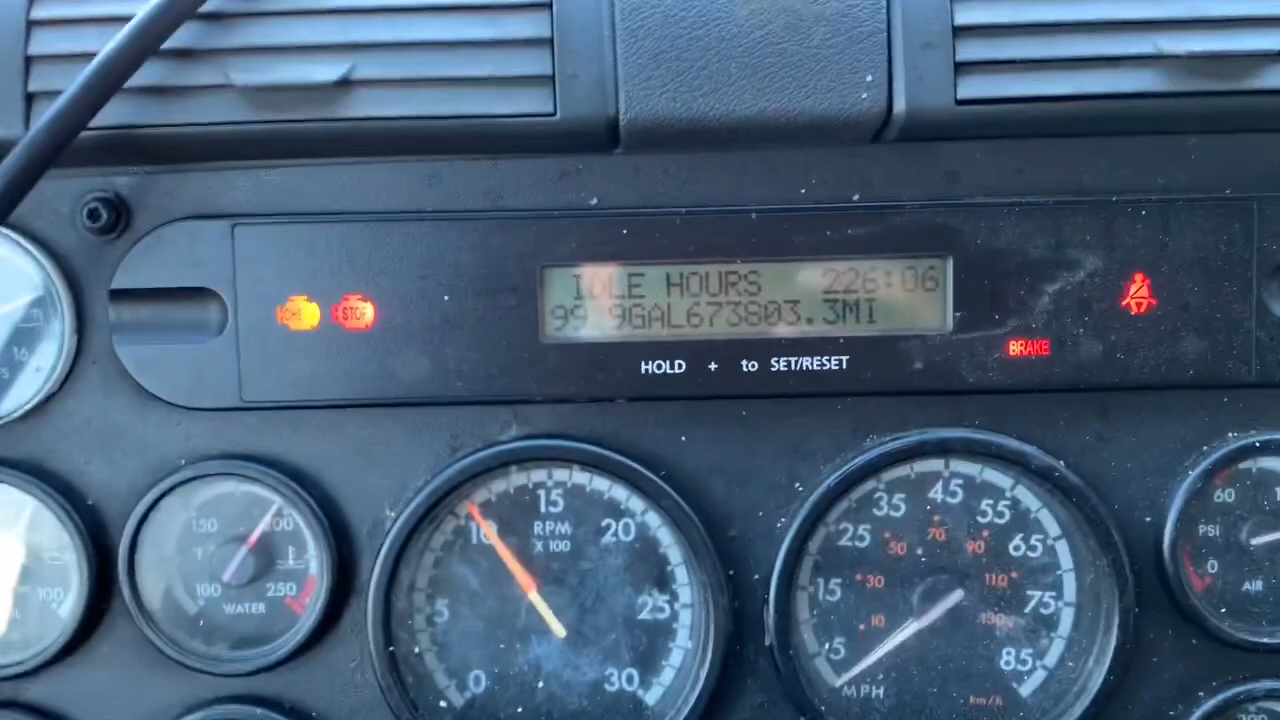 IDLE HOURS 226:06
99.9GAL673803.3MI
CHECK
STOP
BRAKE
HOLD + to SET/RESET
16
100
150
200
°F
100
250
WATER
15
10
20
RPM
X 100
5
25
0
30
45
35
55
25
65
15
75
5
85
50
70
90
30
110
10
130
MPH
km/h
60
PSI
0
AIR